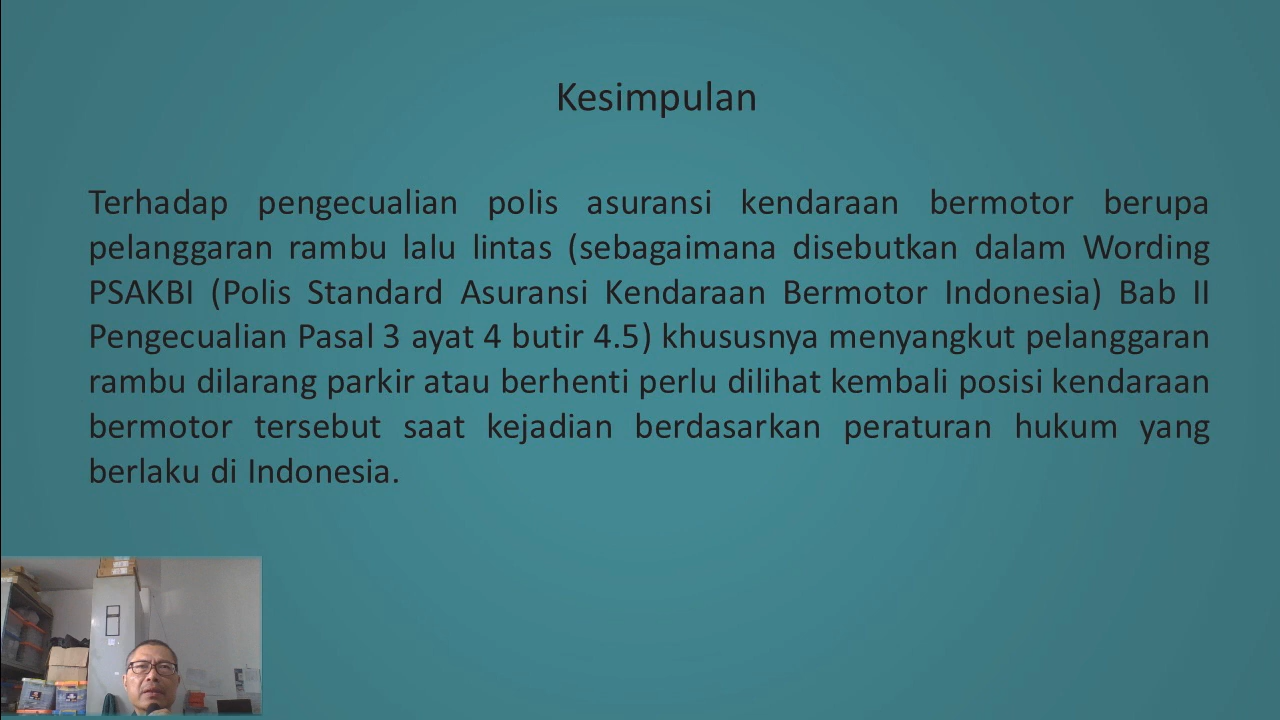 Kesimpulan
Terhadap pengecualian polis asuransi kendaraan bermotor berupa
pelanggaran rambu lalu lintas (sebagaimana disebutkan dalam Wording
PSAKBI (Polis Standard Asuransi Kendaraan Bermotor Indonesia) Bab II
Pengecualian Pasal 3 ayat 4 butir 4.5) khususnya menyangkut pelanggaran
rambu dilarang parkir atau berhenti perlu dilihat kembali posisi kendaraan
bermotor tersebut saat kejadian berdasarkan peraturan hukum yang
berlaku di Indonesia.